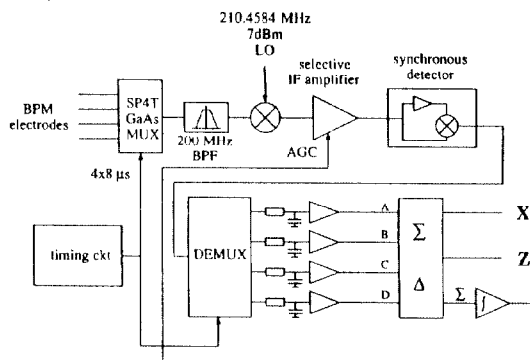 210.4584 MHz
7dBm
LO
selective
IF amplifier
synchronous
detector
BPM
electrodes
SP4T
GaAs
MUX
200 MHz
BPF
AGC
4x8 µs
timing ckt
DEMUX
A
B
C
D
Σ
Δ
X
Z
Σ
∫